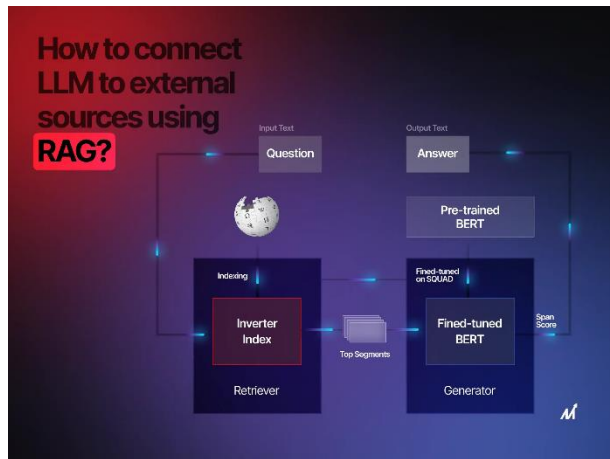 How to connect
LLM to external
sources using
RAG?
Input Text
Question
Output Text
Answer
Pre-trained
BERT
Indexing
Fined-tuned
on SQUAD
Inverter
Index
Top Segments
Fined-tuned
BERT
Span
Score
Retriever
Generator